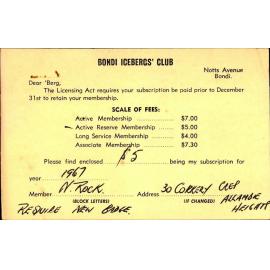 BONDI ICEBERGS' CLUB
Notts Avenue
Bondi.
Dear 'Berg,
The Licensing Act requires your subscription be paid prior to December
31st to retain your membership.
SCALE OF FEES:
Active Membership — $7.00
Active Reserve Membership — $5.00
Long Service Membership — $4.00
Associate Membership — $7.30
Please find enclosed $5 being my subscription for
year 1967
Member N. ROCK. Address 30 CORKERY CRES
(BLOCK LETTERS) (IF CHANGED) ALLAMBE
HEIGHTS
REQUIRE NEW BADGE.